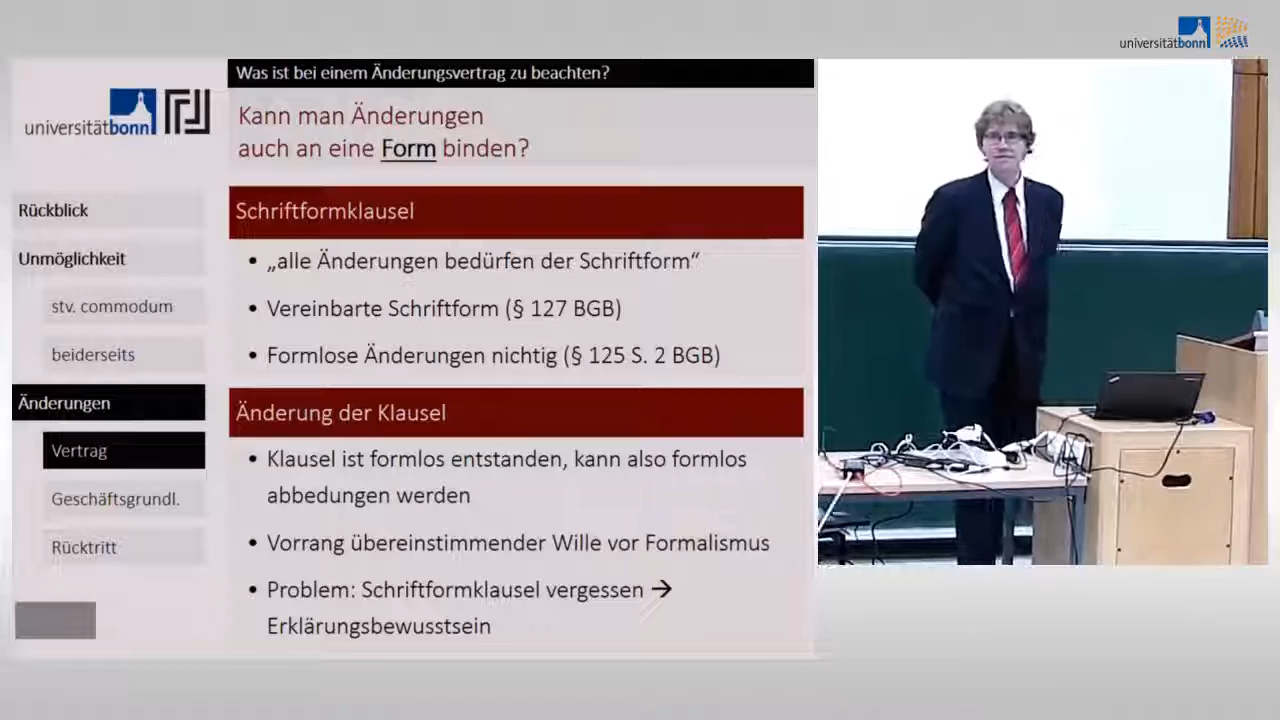 universitätbonn
Was ist bei einem Änderungsvertrag zu beachten?
universitätbonn
Kann man Änderungen
auch an eine Form binden?
Rückblick
Unmöglichkeit
stv. commodum
beiderseits
Änderungen
Vertrag
Geschäftsgrundl.
Rücktritt
Schriftformklausel
• „alle Änderungen bedürfen der Schriftform“
• Vereinbarte Schriftform (§ 127 BGB)
• Formlose Änderungen nichtig (§ 125 S. 2 BGB)
Änderung der Klausel
• Klausel ist formlos entstanden, kann also formlos
abbedungen werden
• Vorrang übereinstimmender Wille vor Formalismus
• Problem: Schriftformklausel vergessen →
Erklärungsbewusstsein